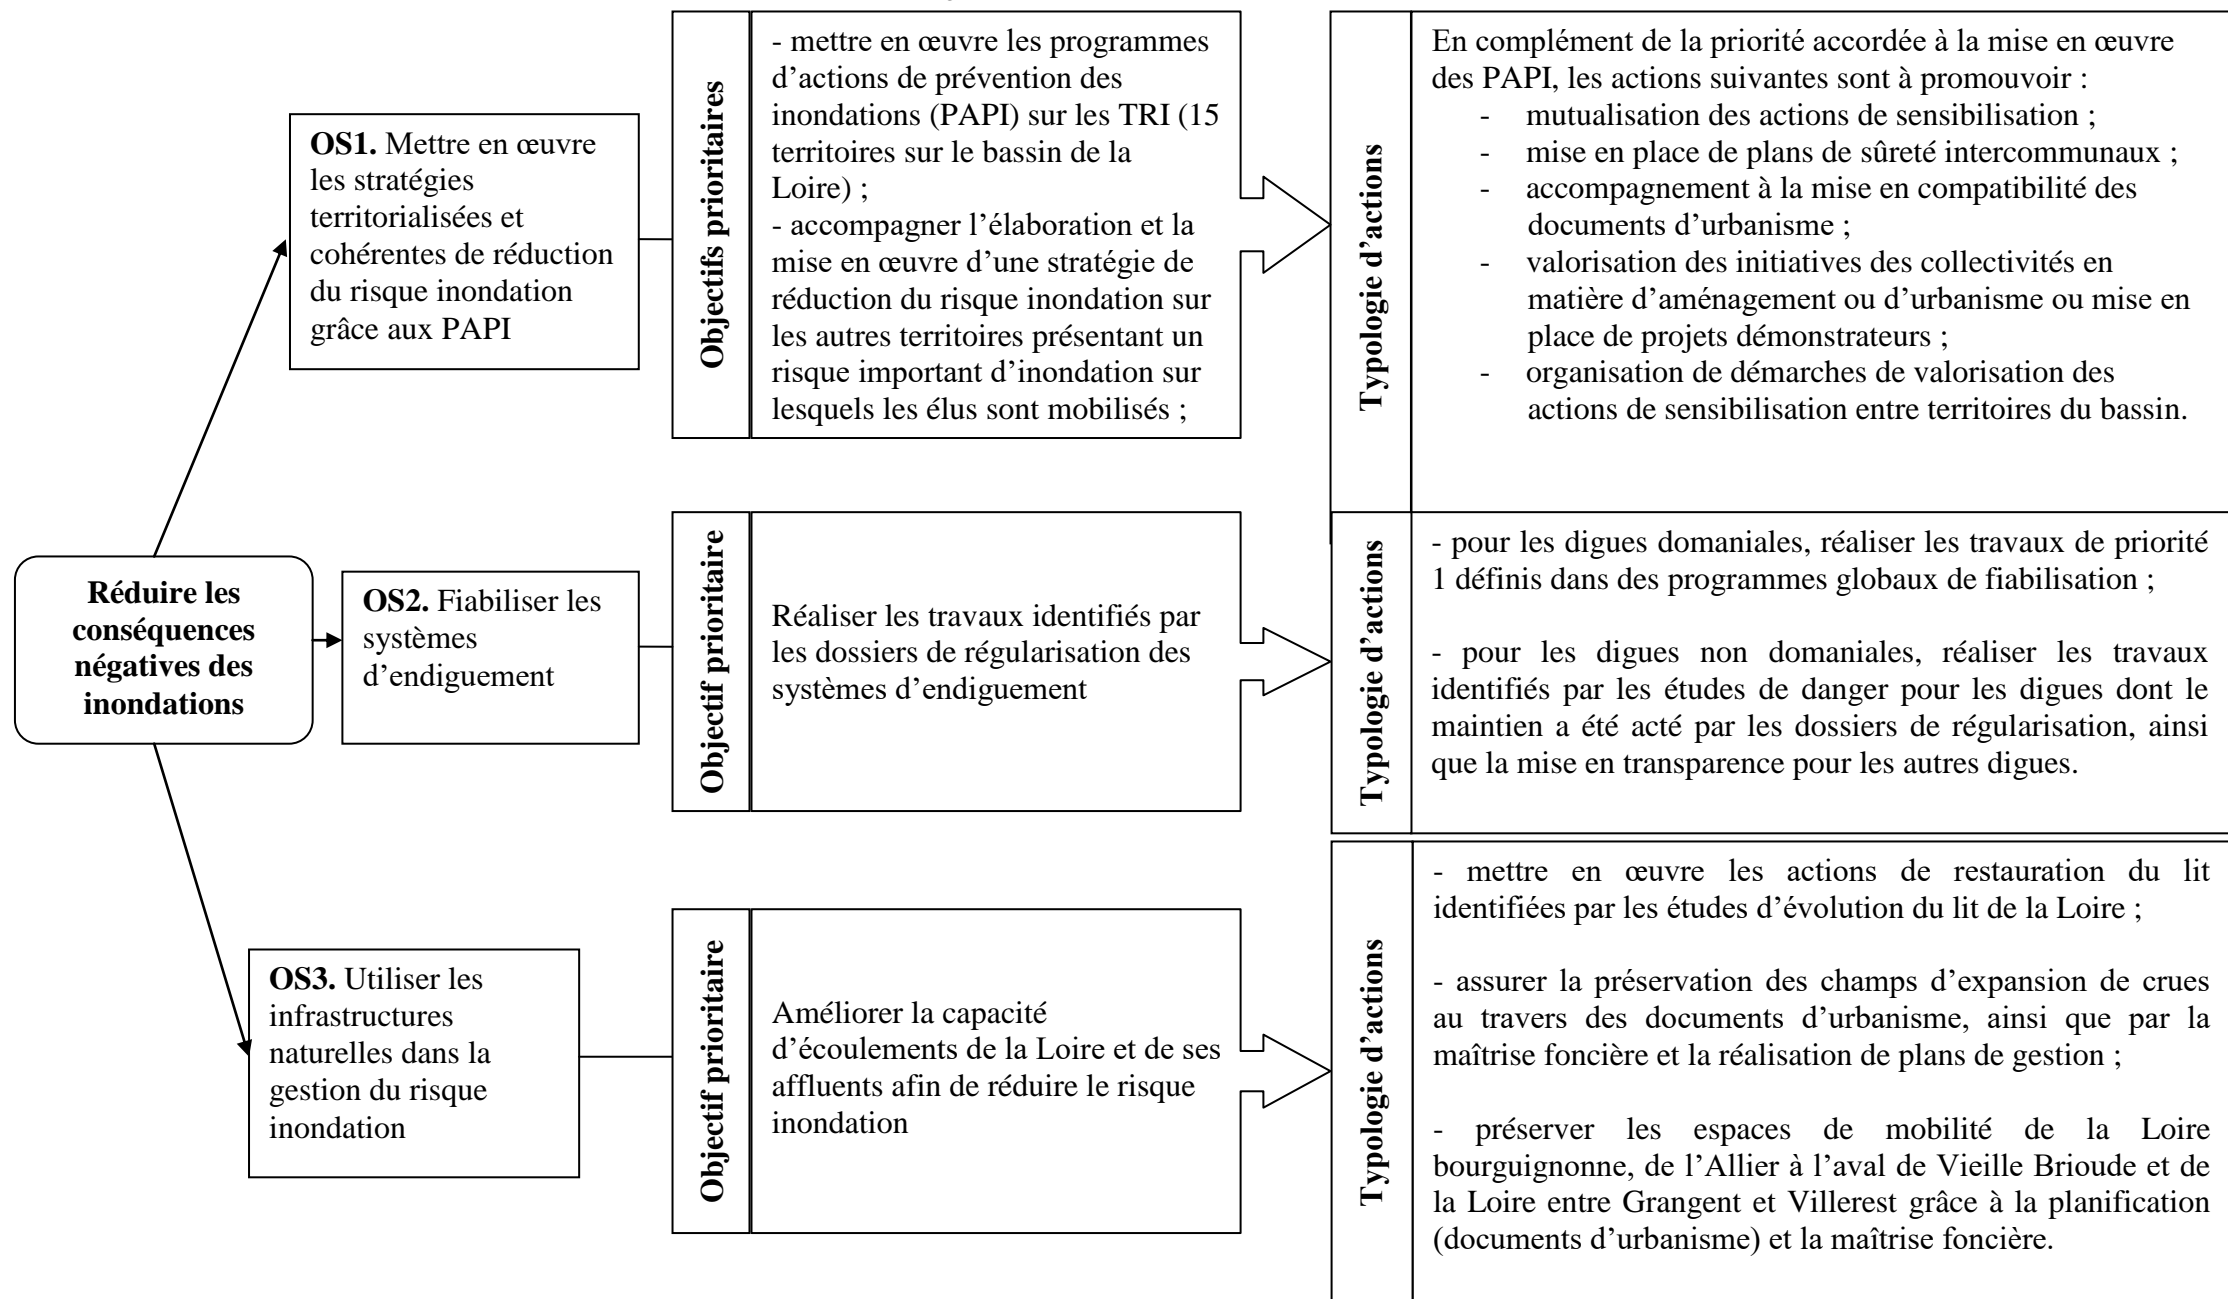 Réduire les
conséquences
négatives des
inondations
OS1. Mettre en œuvre
les stratégies
territorialisées et
cohérentes de réduction
du risque inondation
grâce aux PAPI
Objectifs prioritaires
- mettre en œuvre les programmes
d’actions de prévention des
inondations (PAPI) sur les TRI (15
territoires sur le bassin de la
Loire) ;
- accompagner l’élaboration et la
mise en œuvre d’une stratégie de
réduction du risque inondation sur
les autres territoires présentant un
risque important d’inondation sur
lesquels les élus sont mobilisés ;
Typologie d’actions
En complément de la priorité accordée à la mise en œuvre
des PAPI, les actions suivantes sont à promouvoir :
- mutualisation des actions de sensibilisation ;
- mise en place de plans de sûreté intercommunaux ;
- accompagnement à la mise en compatibilité des
documents d’urbanisme ;
- valorisation des initiatives des collectivités en
matière d’aménagement ou d’urbanisme ou mise en
place de projets démonstrateurs ;
- organisation de démarches de valorisation des
actions de sensibilisation entre territoires du bassin.
OS2. Fiabiliser les
systèmes
d’endiguement
Objectif prioritaire
Réaliser les travaux identifiés par
les dossiers de régularisation des
systèmes d’endiguement
Typologie d’actions
- pour les digues domaniales, réaliser les travaux de priorité
1 définis dans des programmes globaux de fiabilisation ;
- pour les digues non domaniales, réaliser les travaux
identifiés par les études de danger pour les digues dont le
maintien a été acté par les dossiers de régularisation, ainsi
que la mise en transparence pour les autres digues.
OS3. Utiliser les
infrastructures
naturelles dans la
gestion du risque
inondation
Objectif prioritaire
Améliorer la capacité
d’écoulements de la Loire et de ses
affluents afin de réduire le risque
inondation
Typologie d’actions
- mettre en œuvre les actions de restauration du lit
identifiées par les études d’évolution du lit de la Loire ;
- assurer la préservation des champs d’expansion de crues
au travers des documents d’urbanisme, ainsi que par la
maîtrise foncière et la réalisation de plans de gestion ;
- préserver les espaces de mobilité de la Loire
bourguignonne, de l’Allier à l’aval de Vieille Brioude et de
la Loire entre Grangent et Villerest grâce à la planification
(documents d’urbanisme) et la maîtrise foncière.